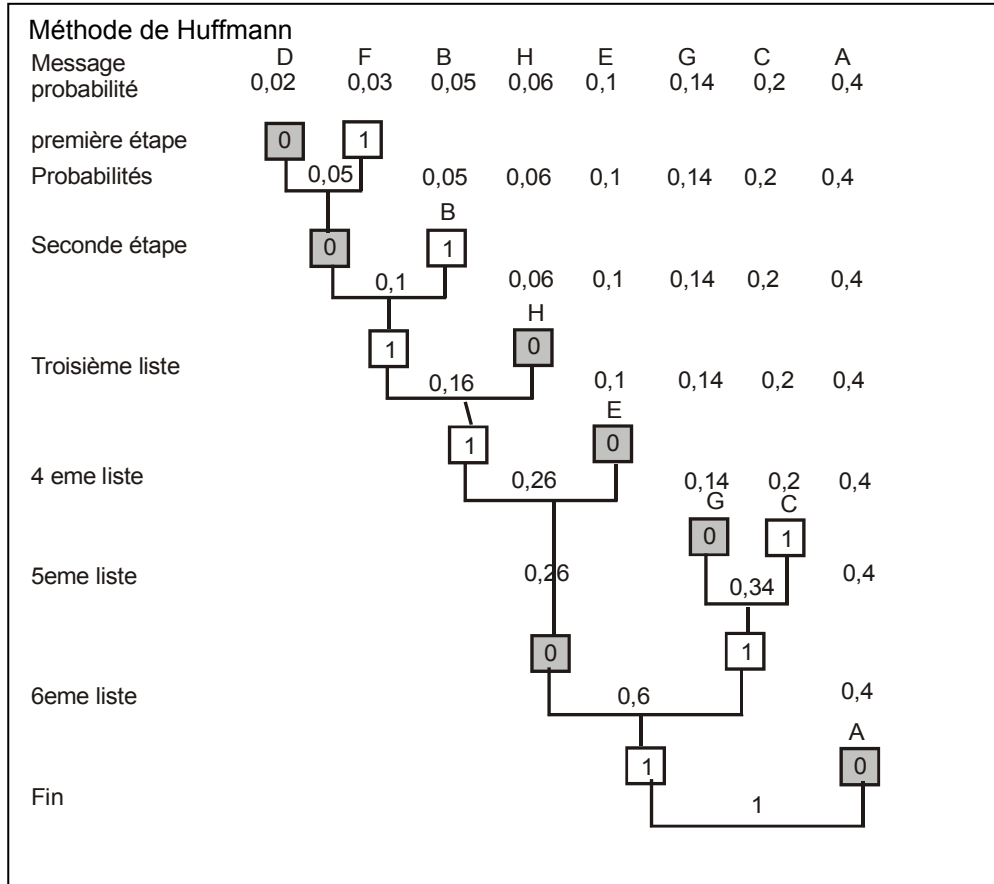 Méthode de Huffmann
Message D F B H E G C A
probabilité 0,02 0,03 0,05 0,06 0,1 0,14 0,2 0,4
première étape 0 1
Probabilités 0,05 0,05 0,06 0,1 0,14 0,2 0,4
B
Seconde étape 0 1
0,1 0,06 0,1 0,14 0,2 0,4
H
1 0
Troisième liste
0,16 0,1 0,14 0,2 0,4
E
1 0
4 eme liste 0,26 0,14 0,2 0,4
G C
0 1
5eme liste 0,26 0,34 0,4
0 1
6eme liste 0,6 0,4
A
1 0
Fin 1